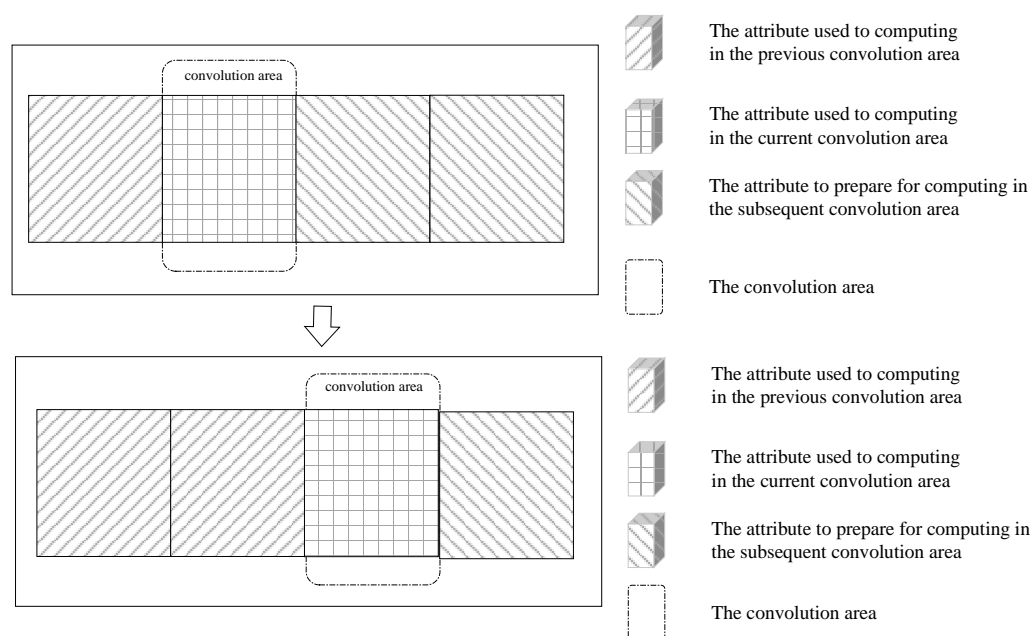 convolution area
The attribute used to computing
in the previous convolution area
The attribute used to computing
in the current convolution area
The attribute to prepare for computing in
the subsequent convolution area
The convolution area
convolution area
The attribute used to computing
in the previous convolution area
The attribute used to computing
in the current convolution area
The attribute to prepare for computing in
the subsequent convolution area
The convolution area